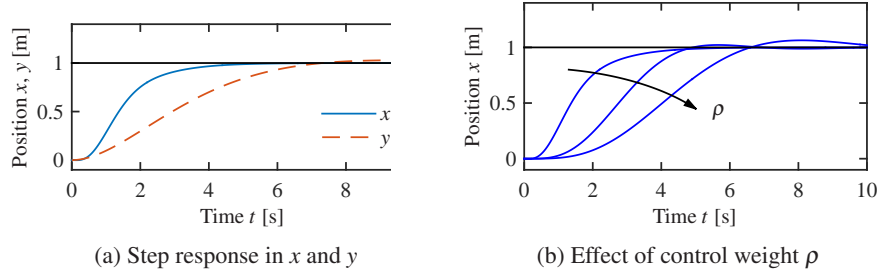 Position x, y [m]
1
0.5
0
0
2
4
6
8
Time t [s]
x
y
(a) Step response in x and y
Position x [m]
1
0.5
0
0
2
4
6
8
10
Time t [s]
ρ
(b) Effect of control weight ρ